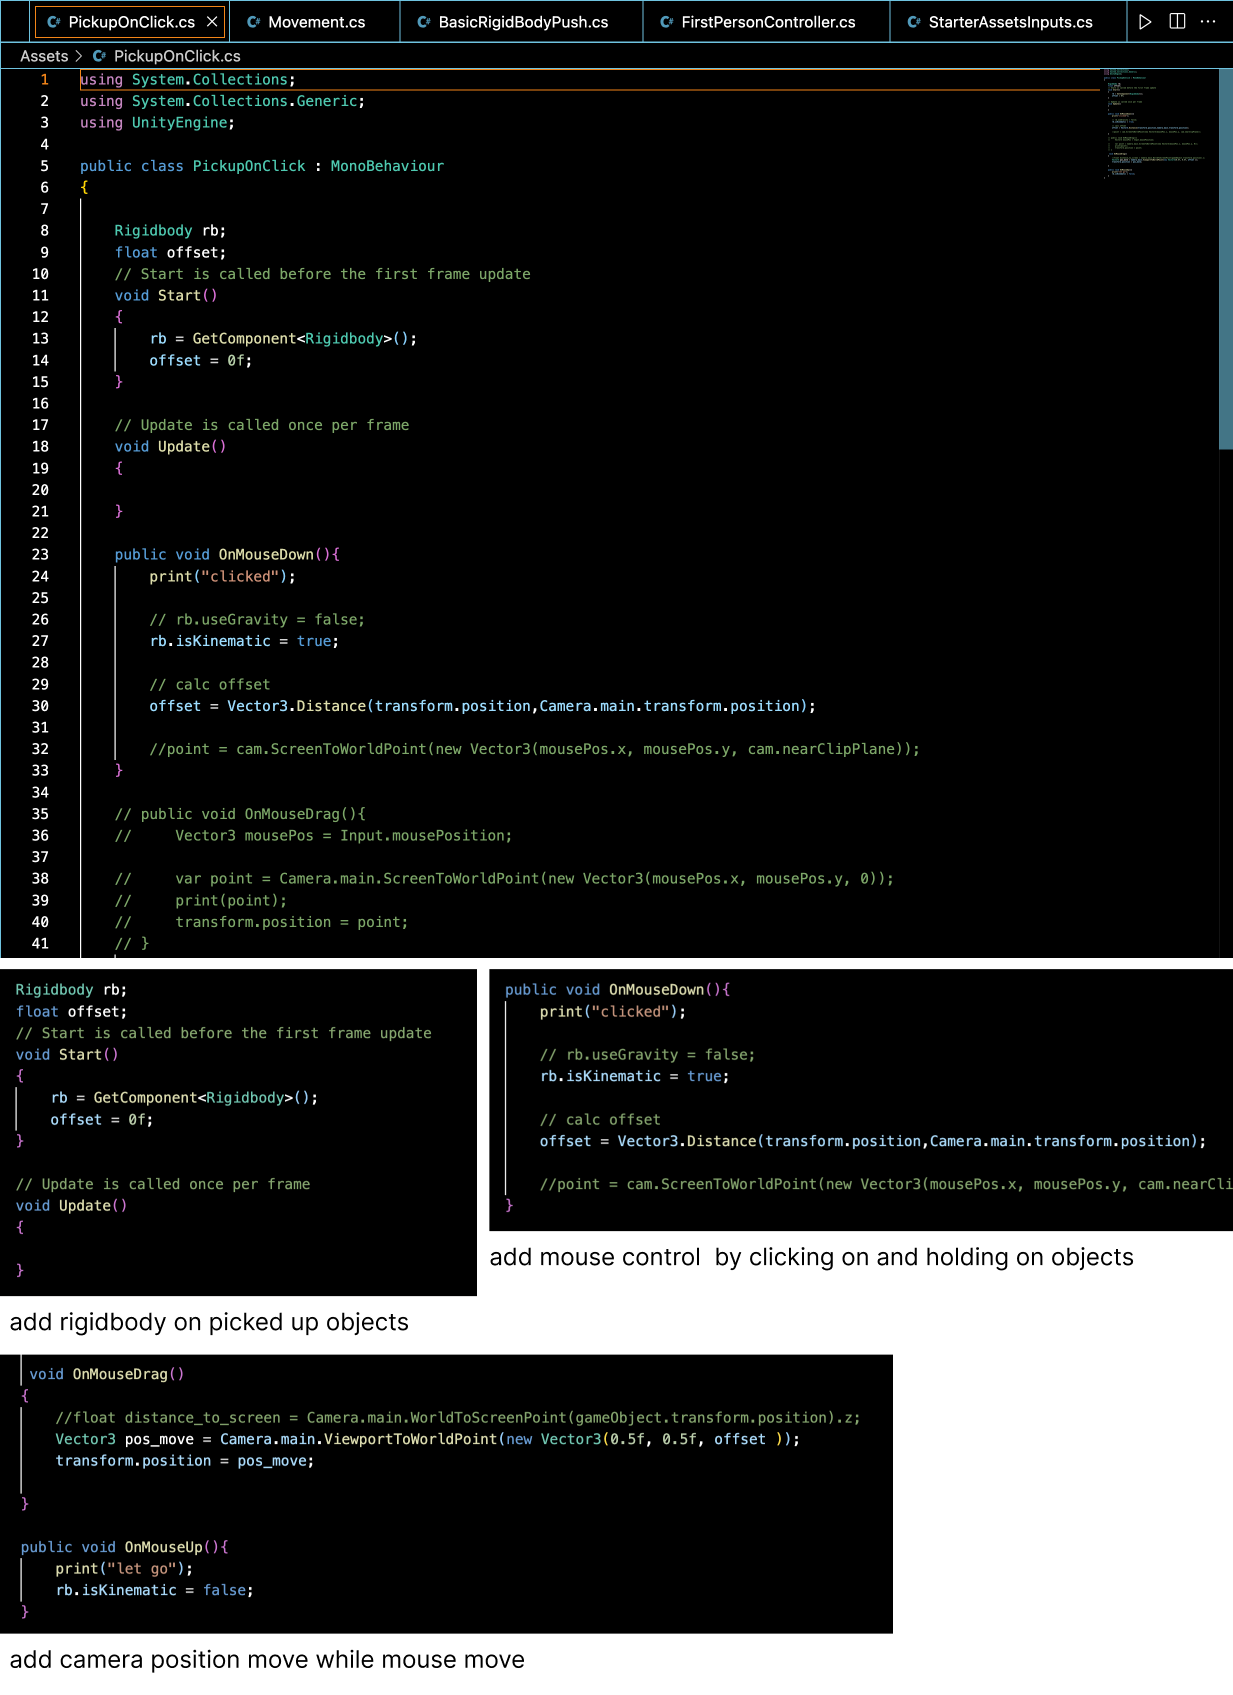 PickupOnClick.cs
Movement.cs
BasicRigidBodyPush.cs
FirstPersonController.cs
StarterAssetsInputs.cs
Assets > PickupOnClick.cs
1 using System.Collections;
2 using System.Collections.Generic;
3 using UnityEngine;
4
5 public class PickupOnClick : MonoBehaviour
6 {
7
8 Rigidbody rb;
9 float offset;
10 // Start is called before the first frame update
11 void Start()
12 {
13 rb = GetComponent<Rigidbody>();
14 offset = 0f;
15 }
16
17 // Update is called once per frame
18 void Update()
19 {
20
21 }
22
23 public void OnMouseDown(){
24 print("clicked");
25
26 // rb.useGravity = false;
27 rb.isKinematic = true;
28
29 // calc offset
30 offset = Vector3.Distance(transform.position,Camera.main.transform.position);
31
32 //point = cam.ScreenToWorldPoint(new Vector3(mousePos.x, mousePos.y, cam.nearClipPlane));
33 }
34
35 // public void OnMouseDrag(){
36 //     Vector3 mousePos = Input.mousePosition;
37
38 //     var point = Camera.main.ScreenToWorldPoint(new Vector3(mousePos.x, mousePos.y, 0));
39 //     print(point);
40 //     transform.position = point;
41 // }
Rigidbody rb;
float offset;
// Start is called before the first frame update
void Start()
{
rb = GetComponent<Rigidbody>();
offset = 0f;
}
// Update is called once per frame
void Update()
{
}
add rigidbody on picked up objects
public void OnMouseDown(){
print("clicked");
// rb.useGravity = false;
rb.isKinematic = true;
// calc offset
offset = Vector3.Distance(transform.position,Camera.main.transform.position);
//point = cam.ScreenToWorldPoint(new Vector3(mousePos.x, mousePos.y, cam.nearCli
}
add mouse control  by clicking on and holding on objects
void OnMouseDrag()
{
//float distance_to_screen = Camera.main.WorldToScreenPoint(gameObject.transform.position).z;
Vector3 pos_move = Camera.main.ViewportToWorldPoint(new Vector3(0.5f, 0.5f, offset ));
transform.position = pos_move;
}
public void OnMouseUp(){
print("let go");
rb.isKinematic = false;
}
add camera position move while mouse move